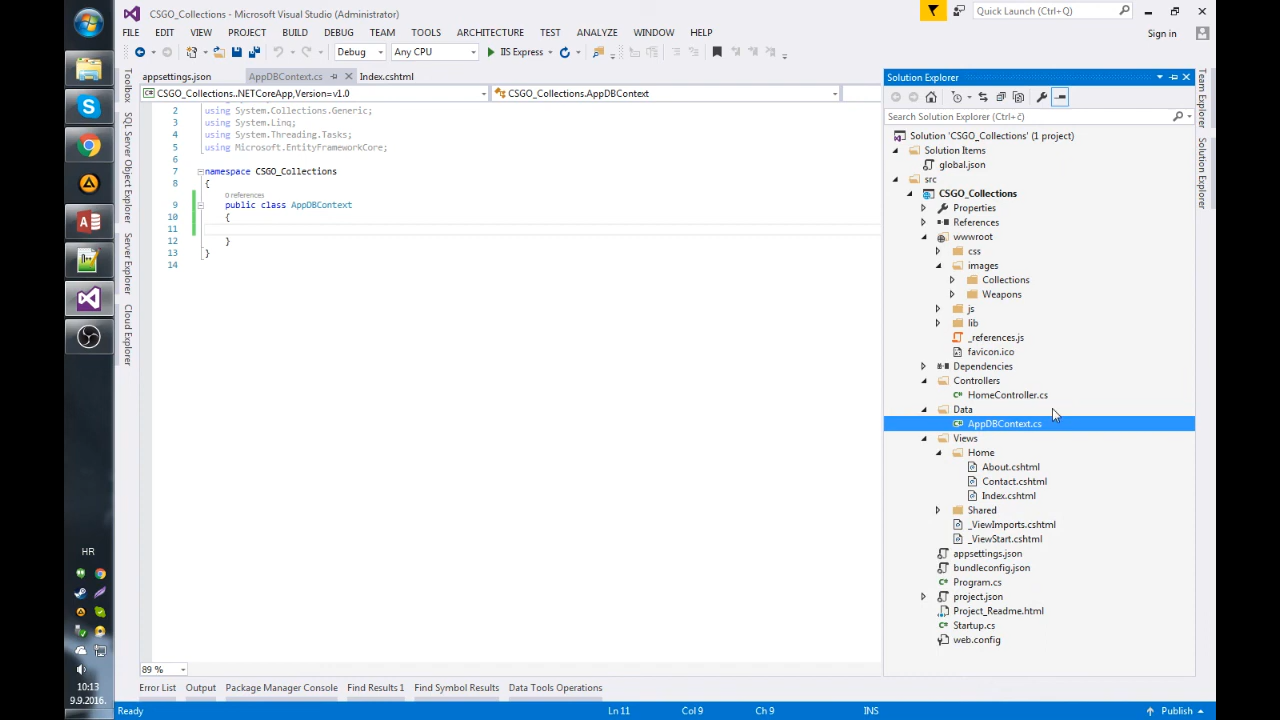 CSGO_Collections - Microsoft Visual Studio (Administrator)
Quick Launch (Ctrl+Q)
FILE EDIT VIEW PROJECT BUILD DEBUG TEAM TOOLS ARCHITECTURE TEST ANALYZE WINDOW HELP
Sign in
Debug Any CPU IIS Express
appsettings.json AppDBContext.cs Index.cshtml
CSGO_Collections..NETCoreApp,Version=v1.0 CSGO_Collections.AppDBContext
2 using System.Collections.Generic;
3 using System.Linq;
4 using System.Threading.Tasks;
5 using Microsoft.EntityFrameworkCore;
6
7 namespace CSGO_Collections
8 {
0 references
9 public class AppDBContext
10 {
11
12 }
13 }
14
89 %
Toolbox
SQL Server Object Explorer
Server Explorer
Cloud Explorer
Solution Explorer
Search Solution Explorer (Ctrl+č)
Solution 'CSGO_Collections' (1 project)
Solution Items
global.json
src
CSGO_Collections
Properties
References
wwwroot
css
images
Collections
Weapons
js
lib
_references.js
favicon.ico
Dependencies
Controllers
HomeController.cs
Data
AppDBContext.cs
Views
Home
About.cshtml
Contact.cshtml
Index.cshtml
Shared
_ViewImports.cshtml
_ViewStart.cshtml
appsettings.json
bundleconfig.json
Program.cs
project.json
Project_Readme.html
Startup.cs
web.config
Team Explorer
Solution Explorer
Error List Output Package Manager Console Find Results 1 Find Symbol Results Data Tools Operations
Ready Ln 11 Col 9 Ch 9 INS Publish
HR
10:13
9.9.2016.